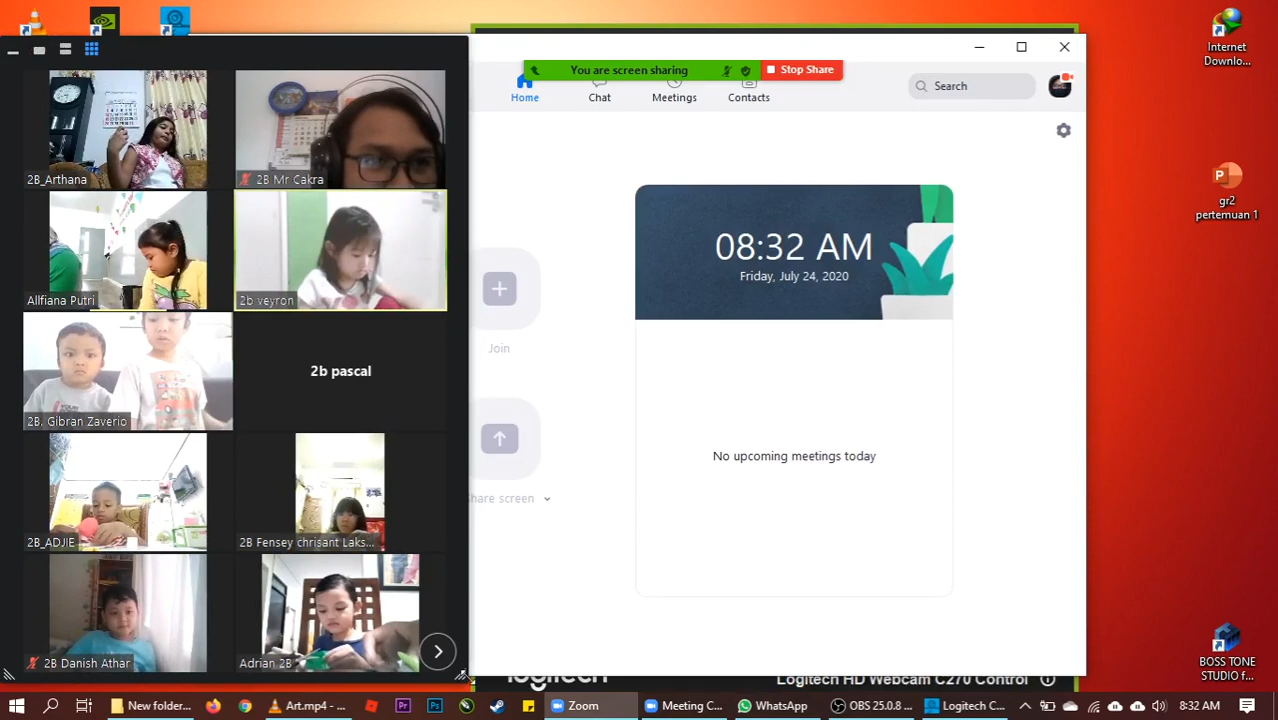 Internet
Downlo...
You are screen sharing
Stop Share
Home
Chat
Meetings
Contacts
Search
2B_Arthana
2B Mr Cakra
Allfiana Putri
2b veyron
2B. Gibran Zaverio
2b pascal
2B_ADJIE
2B Fensey chrisant Laks...
2B Danish Athar
Adrian 2B
08:32 AM
Friday, July 24, 2020
Join
Share screen
No upcoming meetings today
gr2
pertemuan 1
BOSS TONE
STUDIO f...
logitech
Logitech HD Webcam C270 Control
New folder...
Art.mp4 - ...
Zoom
Meeting C...
WhatsApp
OBS 25.0.8 ...
Logitech C...
8:32 AM